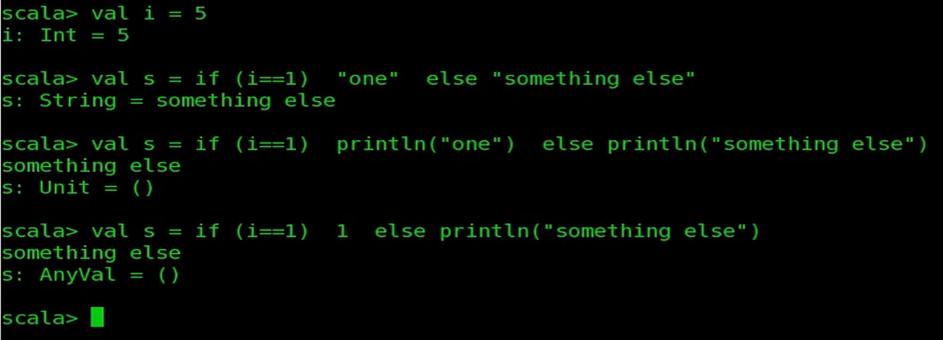 scala> val i = 5
i: Int = 5
scala> val s = if (i==1)  "one"  else "something else"
s: String = something else
scala> val s = if (i==1)  println("one")  else println("something else")
something else
s: Unit = ()
scala> val s = if (i==1)  1  else println("something else")
something else
s: AnyVal = ()
scala>